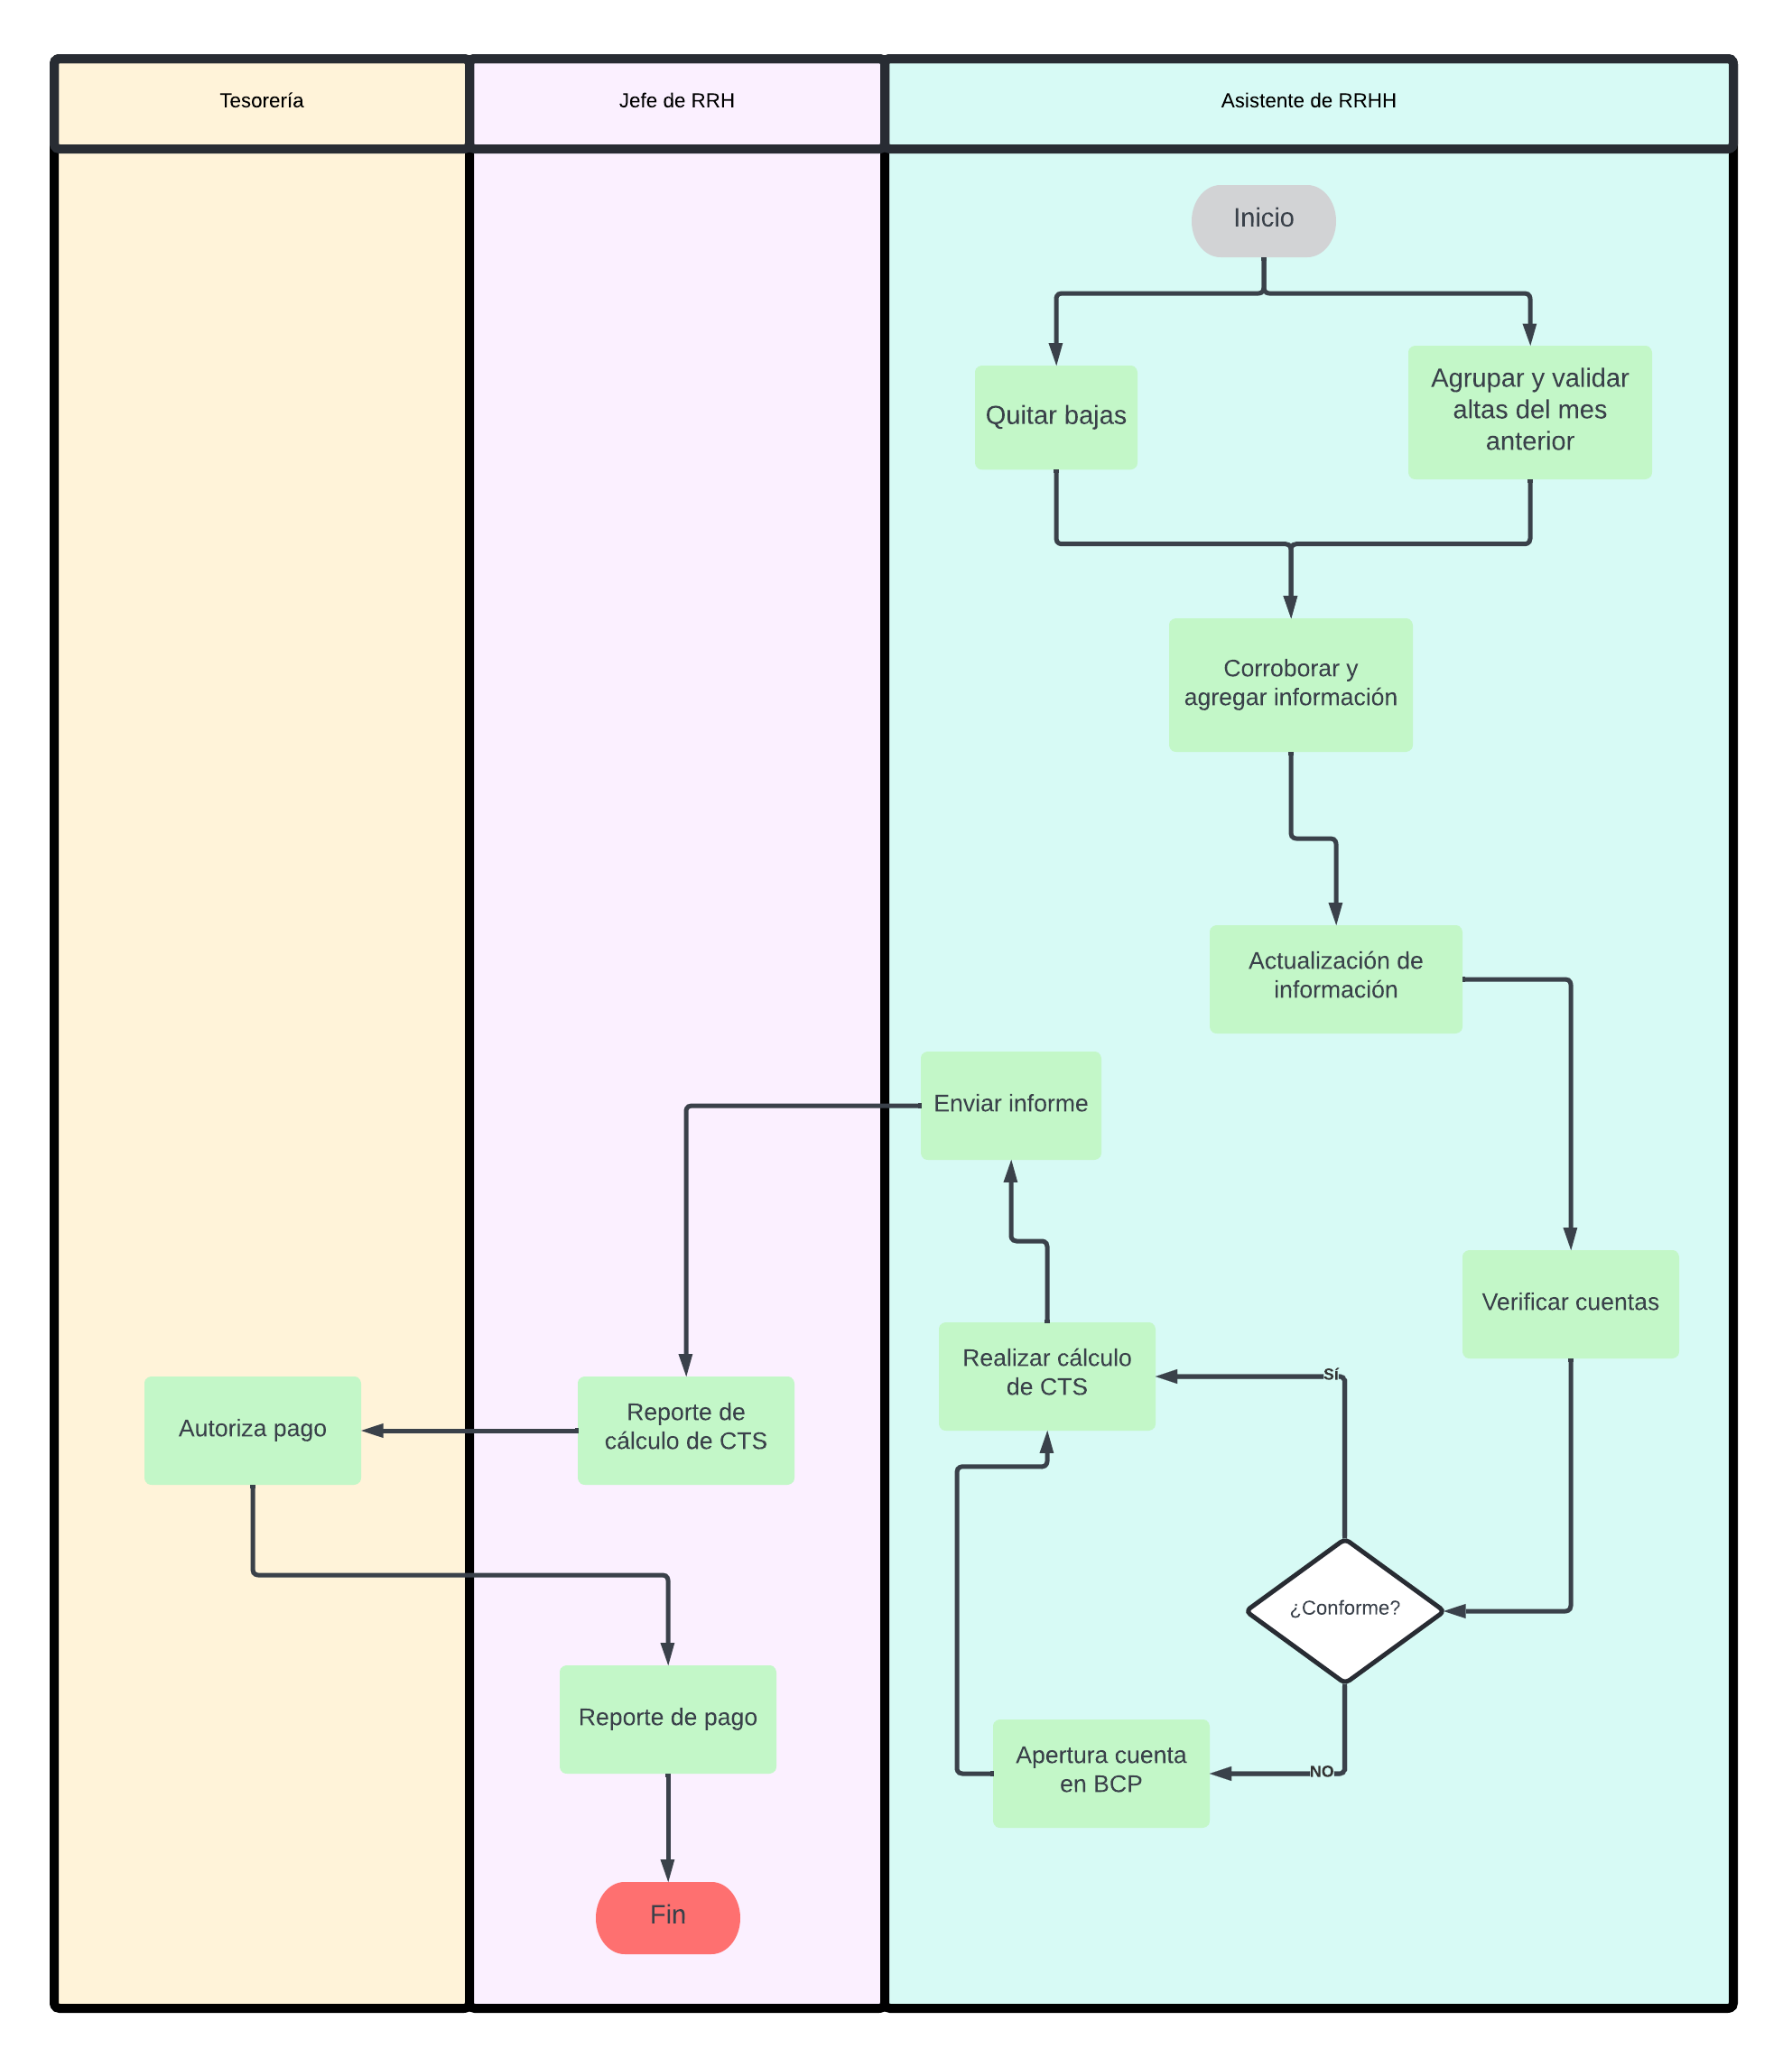 Tesorería
Jefe de RRH
Asistente de RRHH
Inicio
Quitar bajas
Agrupar y validar
altas del mes
anterior
Corroborar y
agregar información
Actualización de
información
Enviar informe
Verificar cuentas
Realizar cálculo
de CTS
SÍ
Autoriza pago
Reporte de
cálculo de CTS
¿Conforme?
Reporte de pago
Apertura cuenta
en BCP
NO
Fin